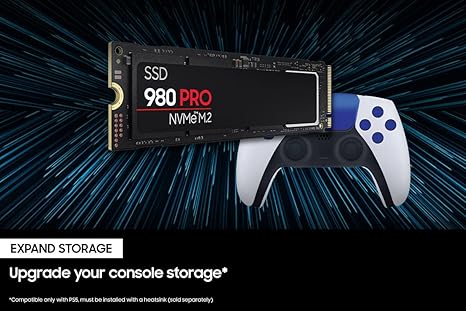 SSD
980 PRO
NVMe M.2
EXPAND STORAGE
Upgrade your console storage*
*Compatible only with PS5, must be installed with a heatsink (sold separately)